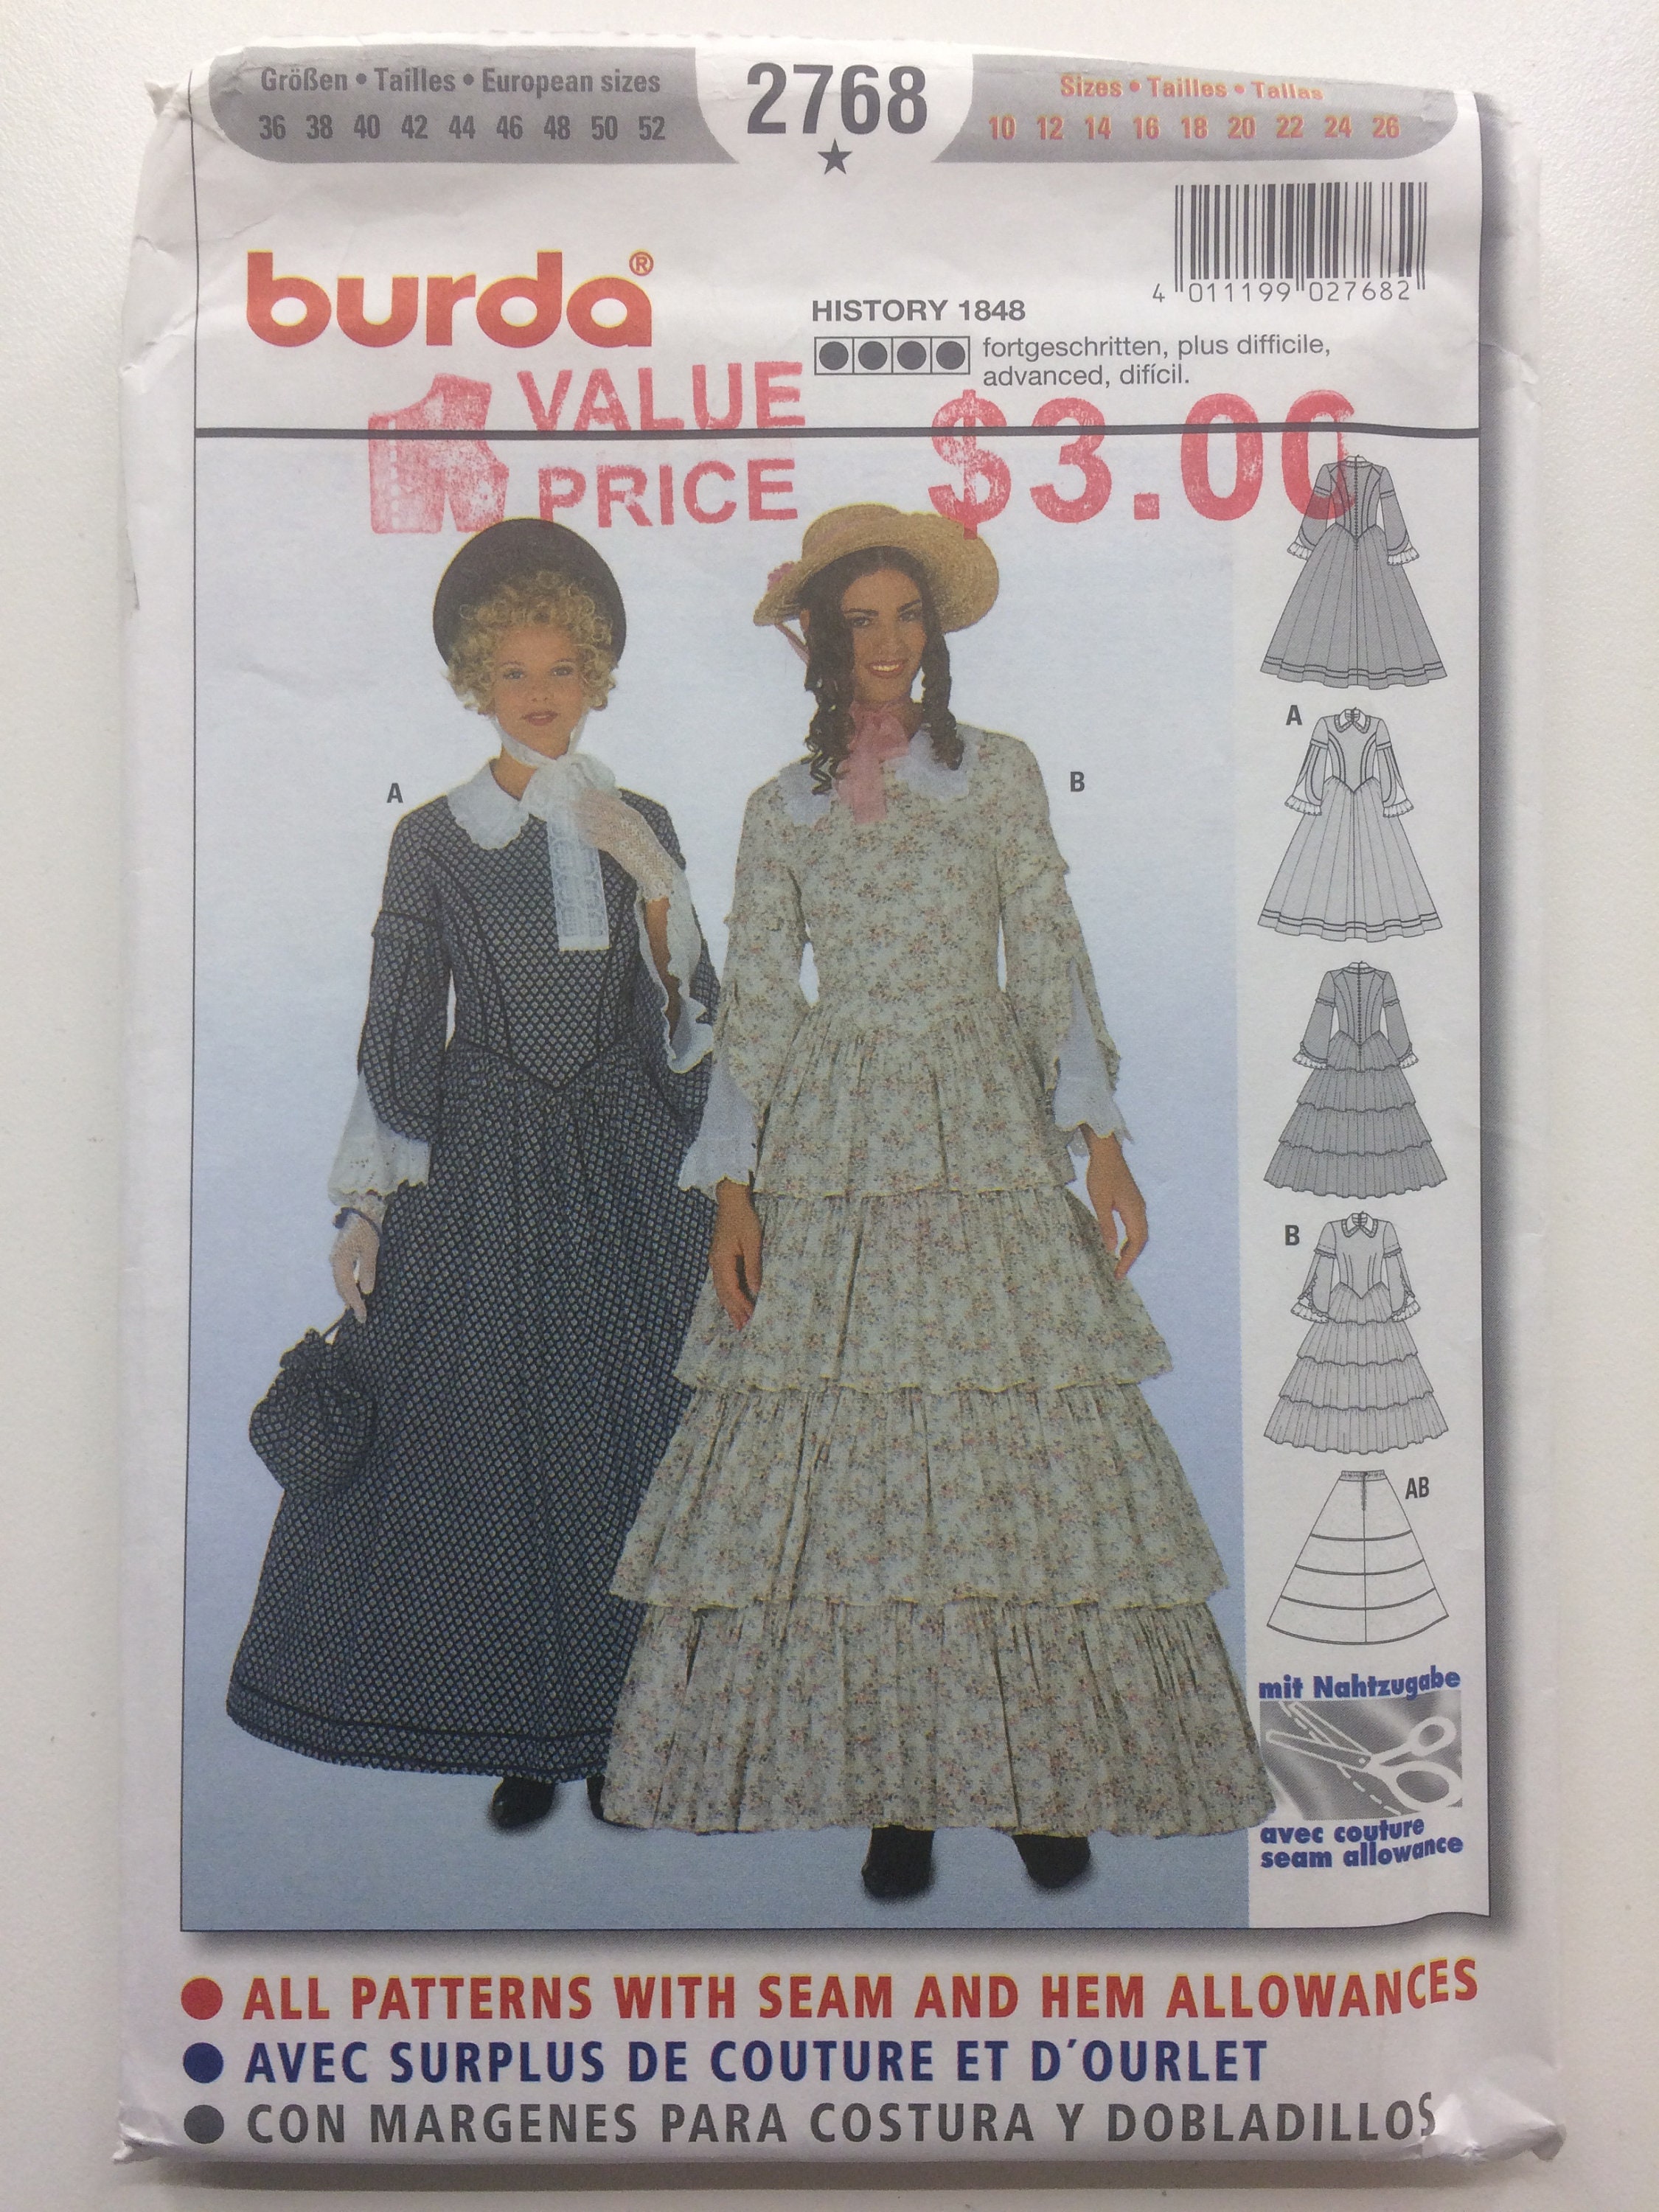 Größen • Tailles • European sizes
36 38 40 42 44 46 48 50 52
2768
★
Sizes • Tailles • Tallas
10 12 14 16 18 20 22 24 26
4 011199 027682
burda®
HISTORY 1848
fortgeschritten, plus difficile,
advanced, difícil.
VALUE
PRICE
$3.00
A
B
A
B
AB
mit Nahtzugabe
avec couture
seam allowance
● ALL PATTERNS WITH SEAM AND HEM ALLOWANCES
● AVEC SURPLUS DE COUTURE ET D´OURLET
● CON MARGENES PARA COSTURA Y DOBLADILLOS